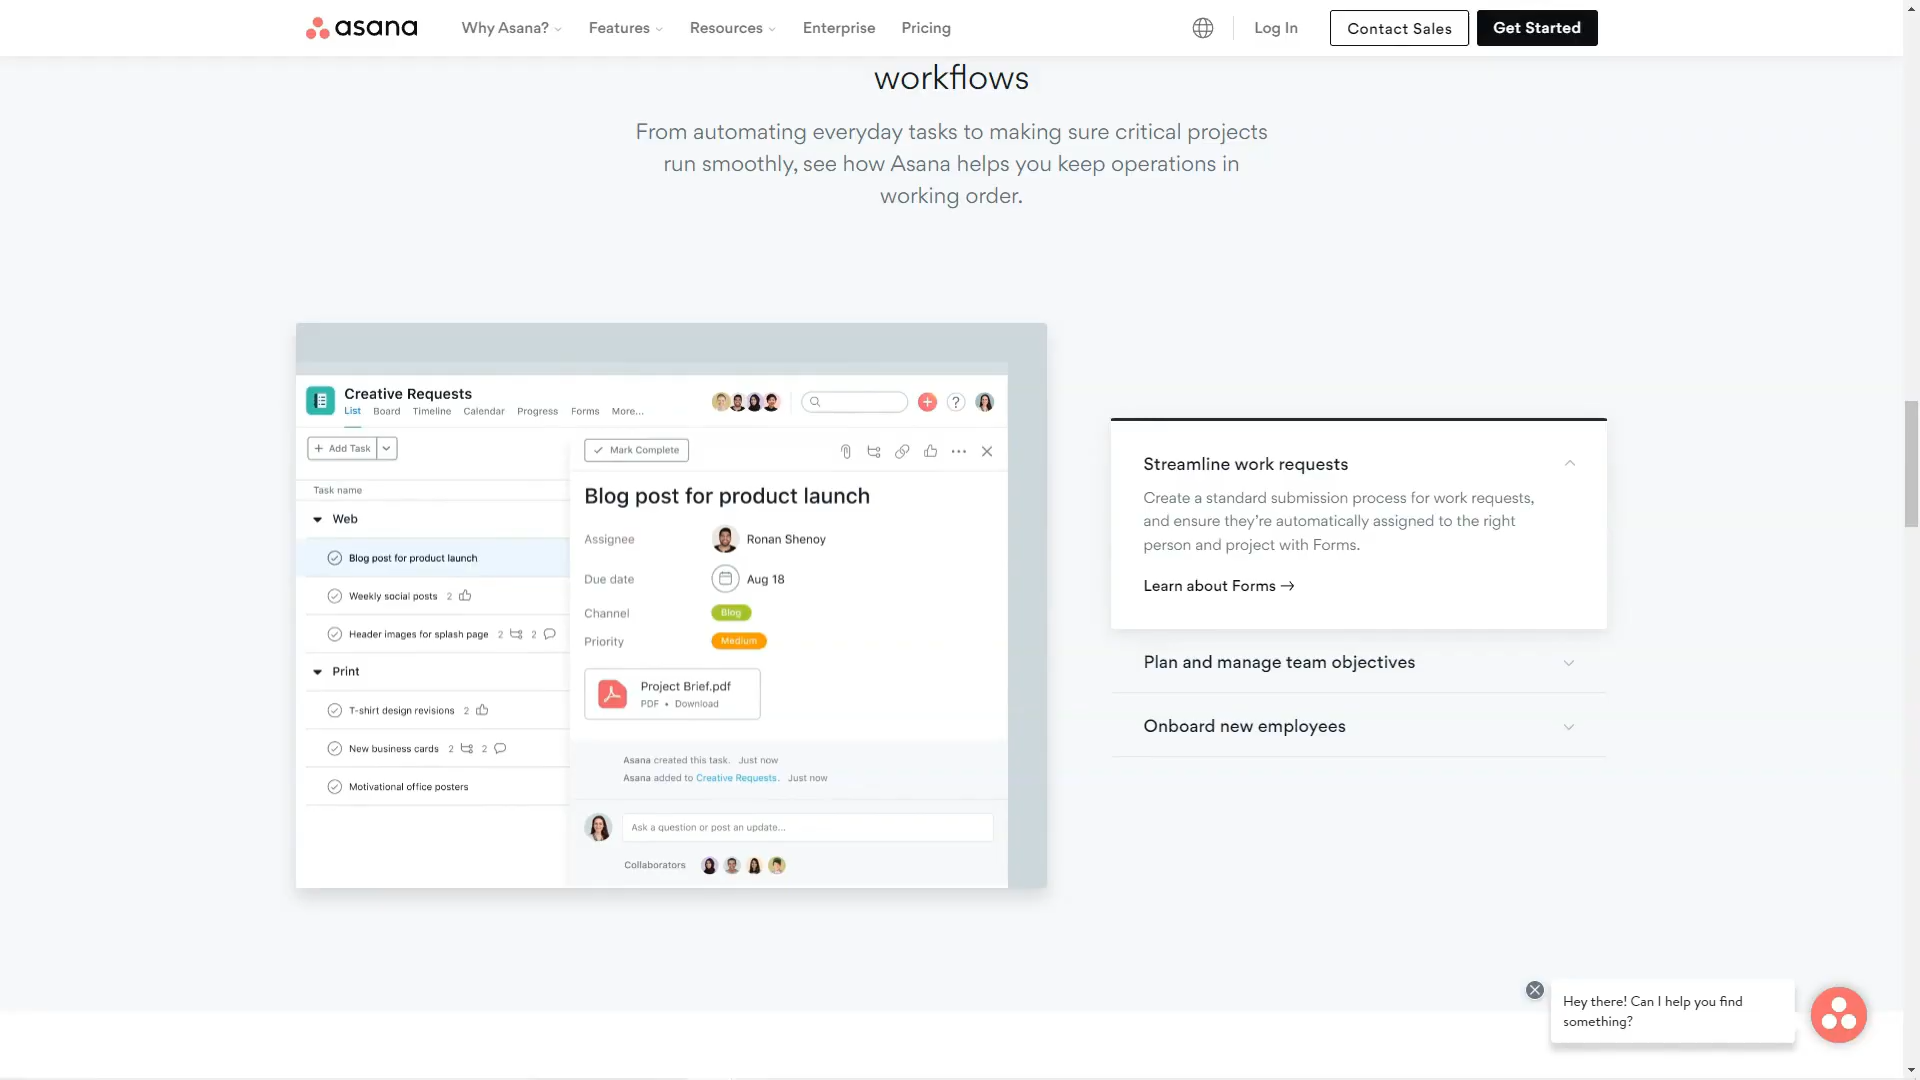 asana
Why Asana?
Features
Resources
Enterprise
Pricing
Log In
Contact Sales
Get Started
workflows
From automating everyday tasks to making sure critical projects
run smoothly, see how Asana helps you keep operations in
working order.
Creative Requests
List Board Timeline Calendar Progress Forms More...
?
+ Add Task
Mark Complete
Task name
Web
Blog post for product launch
Weekly social posts 2
Header images for splash page 2 2
Print
T-shirt design revisions 2
New business cards 2 2
Motivational office posters
Blog post for product launch
Assignee Ronan Shenoy
Due date Aug 18
Channel Blog
Priority Medium
Project Brief.pdf
PDF • Download
Asana created this task. Just now
Asana added to Creative Requests. Just now
Ask a question or post an update...
Collaborators
Streamline work requests
Create a standard submission process for work requests,
and ensure they're automatically assigned to the right
person and project with Forms.
Learn about Forms →
Plan and manage team objectives
Onboard new employees
Hey there! Can I help you find
something?